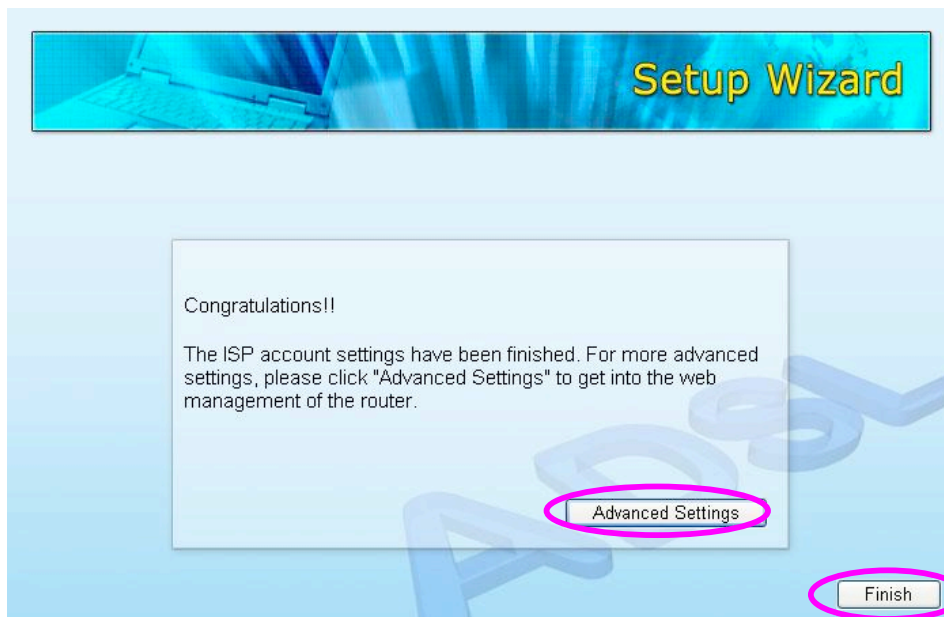 Setup Wizard
Congratulations!!
The ISP account settings have been finished. For more advanced
settings, please click "Advanced Settings" to get into the web
management of the router.
ADSL
Advanced Settings
Finish